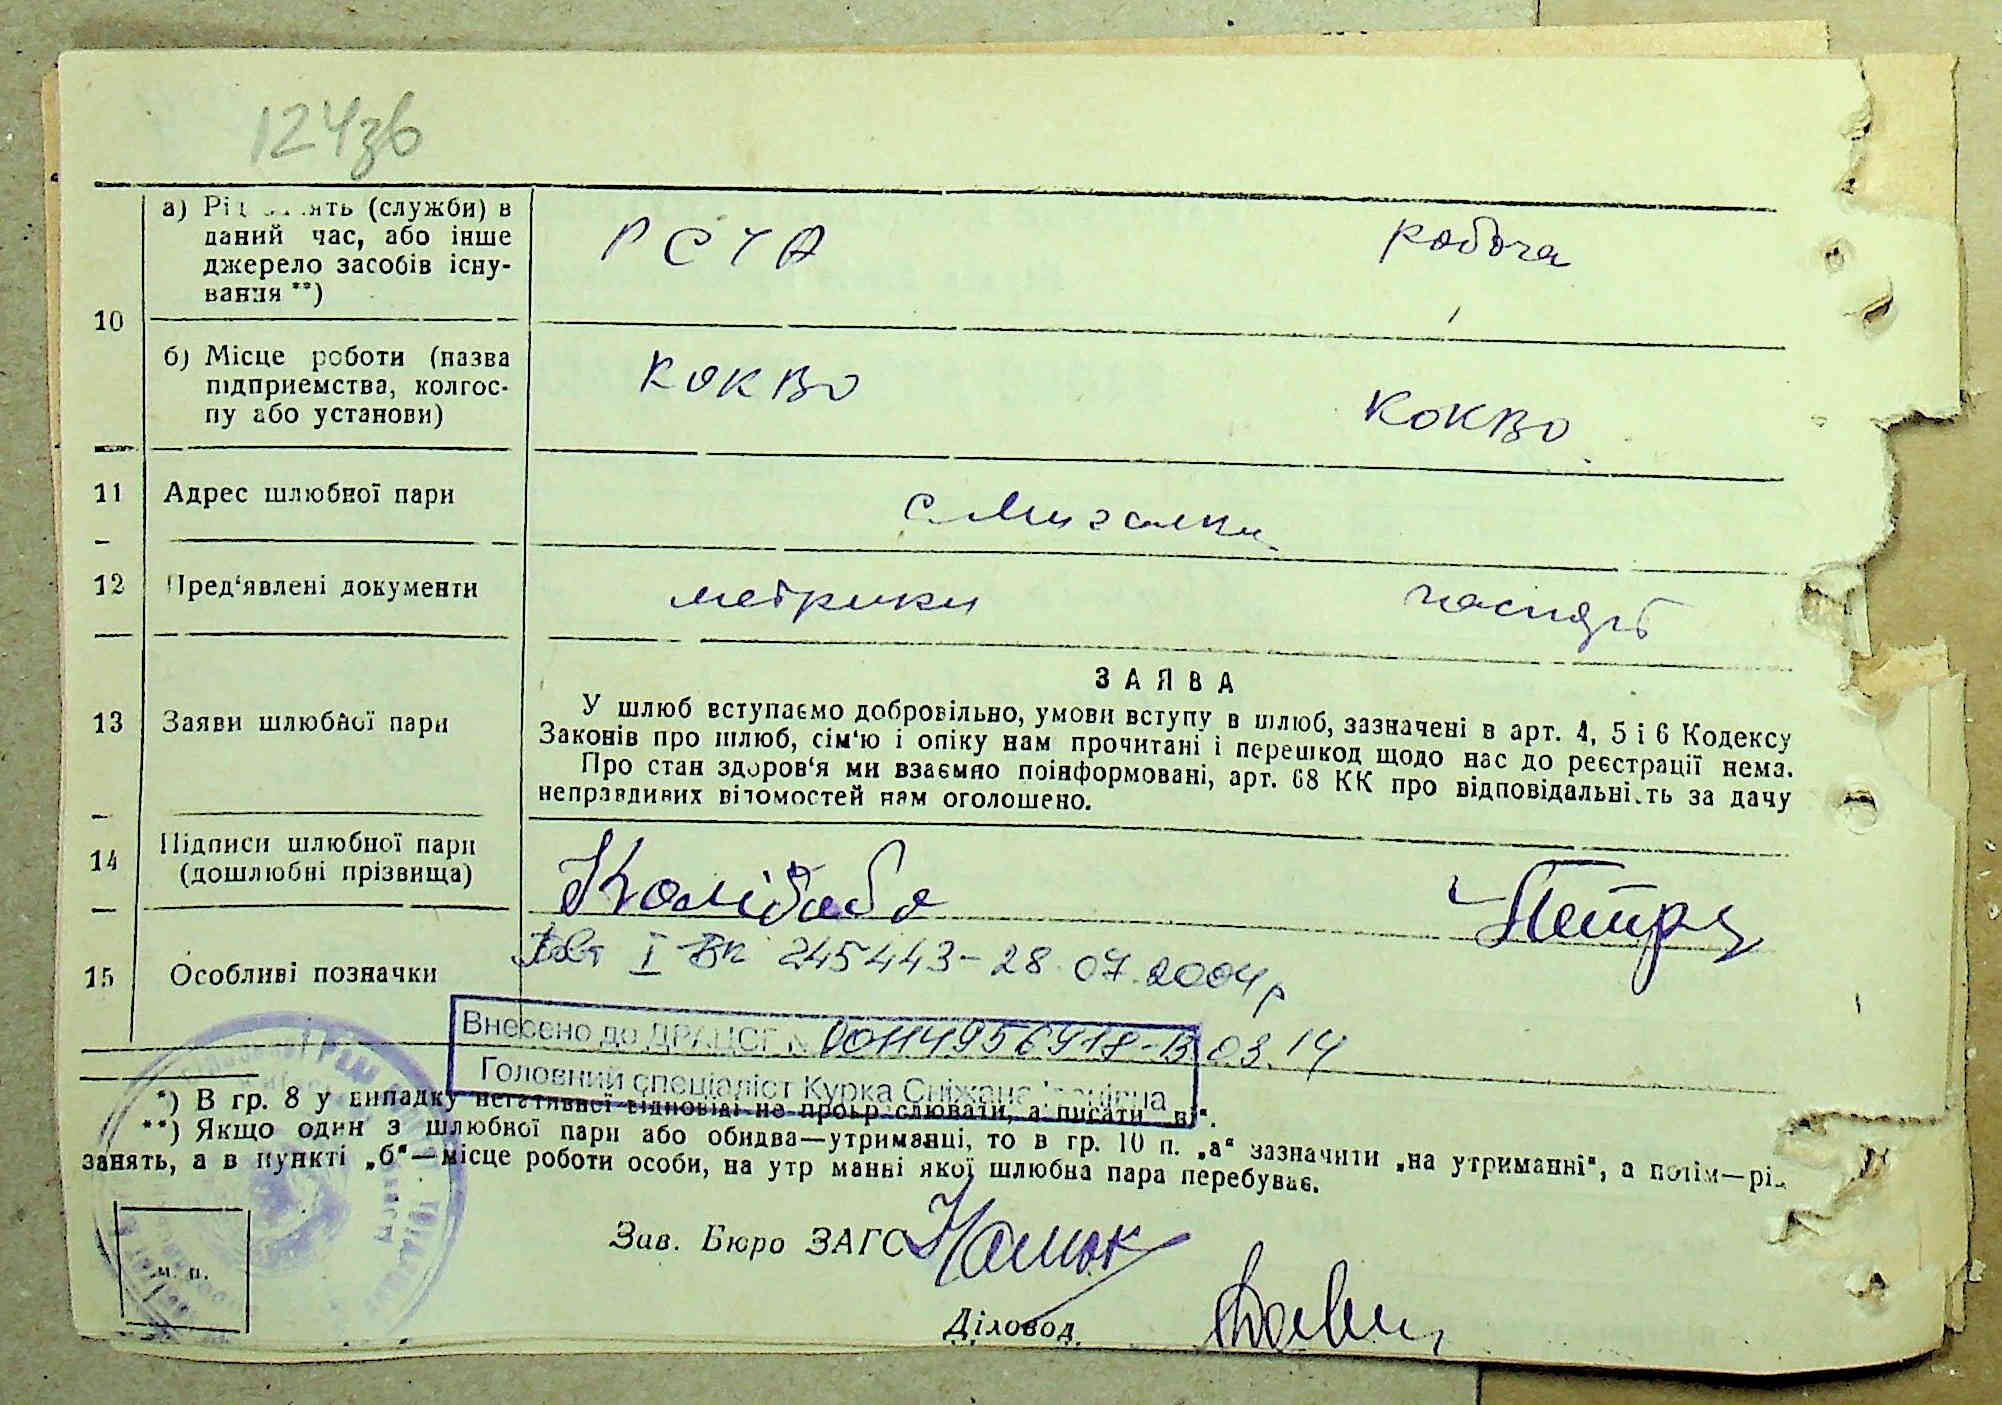 124зв
а) Рід занять (служби) в
даний час, або інше
джерело засобів існу-
вання **)
РСЧА робоча
10
б) Місце роботи (назва
підприємства, колгос-
пу або установи)
КОКВО КОКВО
11 Адрес шлюбної пари
с. Мигалки
12 Пред‘явлені документи
метрики паспорт
13 Заяви шлюбної пари
ЗАЯВА
У шлюб вступаємо добровільно, умови вступу в шлюб, зазначені в арт. 4, 5 і 6 Кодексу
Законів про шлюб, сім‘ю і опіку нам прочитані і перешкод щодо нас до реєстрації нема.
Про стан здоров‘я ми взаємно поінформовані, арт. 68 КК про відповідальність за дачу
неправдивих відомостей нам оголошено.
14 Підписи шлюбної пари
(дошлюбні прізвища)
Колібаба Петру
15 Особливі позначки
І 245443-28.07.2004р
Внесено до ДРАЦСГ № 00114956918-13.03.14
Головний спеціаліст Курка Сніжана
*) В гр. 8 у випадку негативної відповіді не прокреслювати, а писати „ні“.
**) Якщо один з шлюбної пари або обидва—утриманці, то в гр. 10 п. „а“ зазначити „на утриманні“, а потім—рід
занять, а в пункті „б“—місце роботи особи, на утриманні якої шлюбна пара перебуває.
Зав. Бюро ЗАГС
м. п.
Діловод